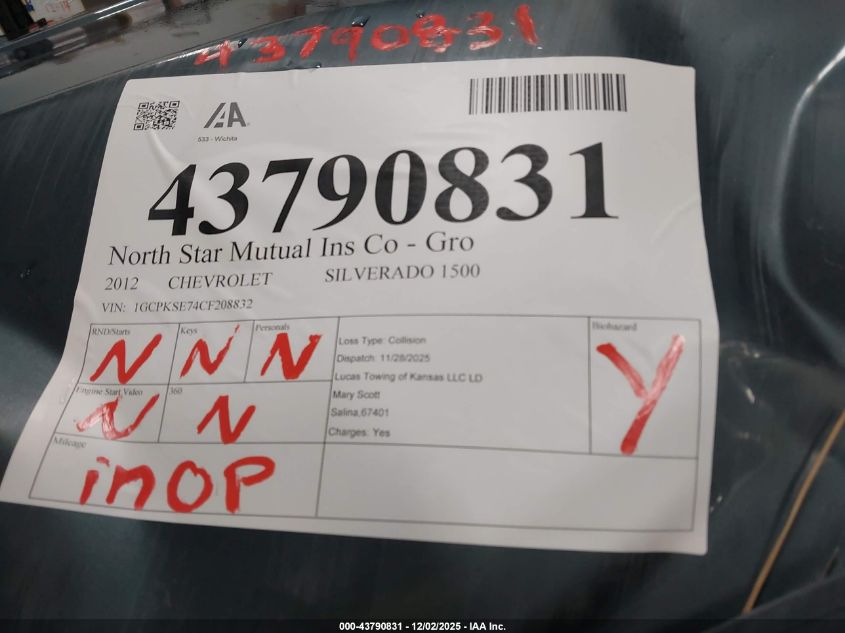 43790831
IAA
533 - Wichita
43790831
North Star Mutual Ins Co - Gro
2012 CHEVROLET SILVERADO 1500
VIN: 1GCPKSE74CF208832
RND/Starts Keys Personals
N N N
Engine Start Video 360
N N
Mileage
inOP
Loss Type: Collision
Dispatch: 11/28/2025
Lucas Towing of Kansas LLC LD
Mary Scott
Salina,67401
Charges: Yes
Biohazard
Y
000-43790831 - 12/02/2025 - IAA Inc.